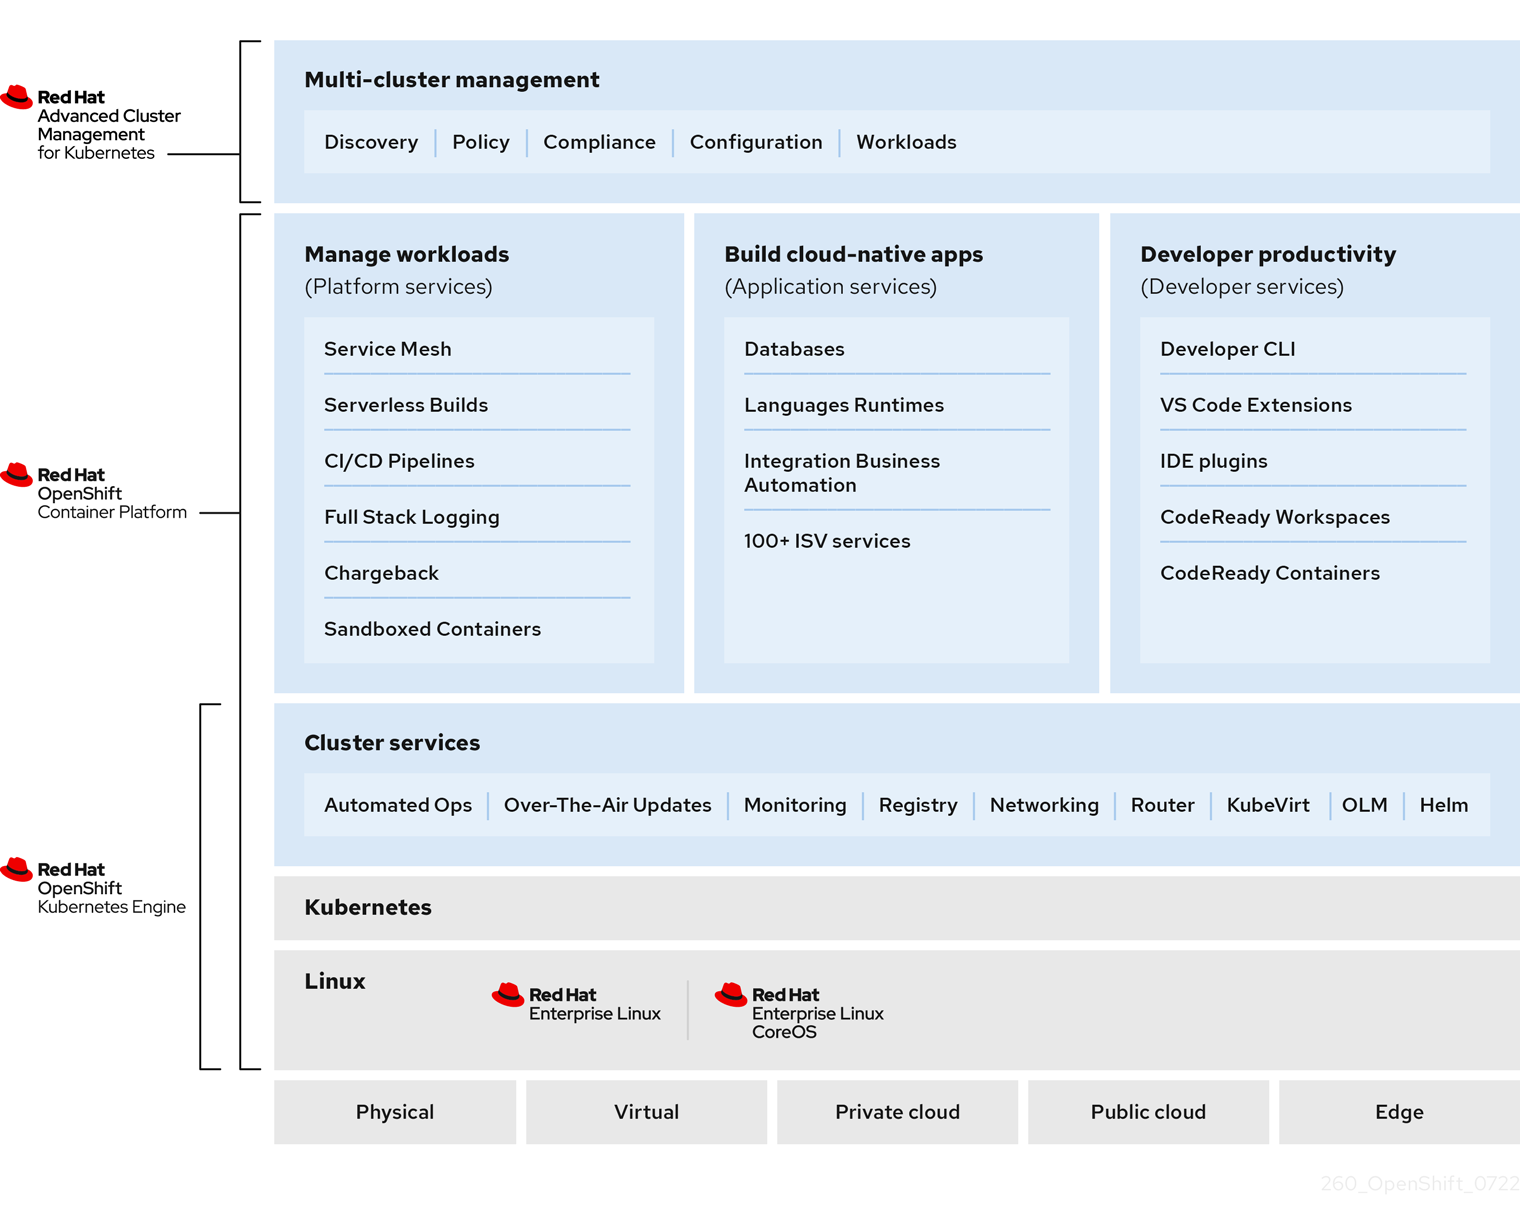 Multi-cluster management
Red Hat
Advanced Cluster
Management
for Kubernetes
Discovery
Policy
Compliance
Configuration
Workloads
Manage workloads
(Platform services)
Service Mesh
Serverless Builds
CI/CD Pipelines
Full Stack Logging
Chargeback
Sandboxed Containers
Build cloud-native apps
(Application services)
Databases
Languages Runtimes
Integration Business
Automation
100+ ISV services
Developer productivity
(Developer services)
Developer CLI
VS Code Extensions
IDE plugins
CodeReady Workspaces
CodeReady Containers
Red Hat
OpenShift
Container Platform
Cluster services
Automated Ops
Over-The-Air Updates
Monitoring
Registry
Networking
Router
KubeVirt
OLM
Helm
Red Hat
OpenShift
Kubernetes Engine
Kubernetes
Linux
Red Hat
Enterprise Linux
Red Hat
Enterprise Linux
CoreOS
Physical
Virtual
Private cloud
Public cloud
Edge
260_OpenShift_0722